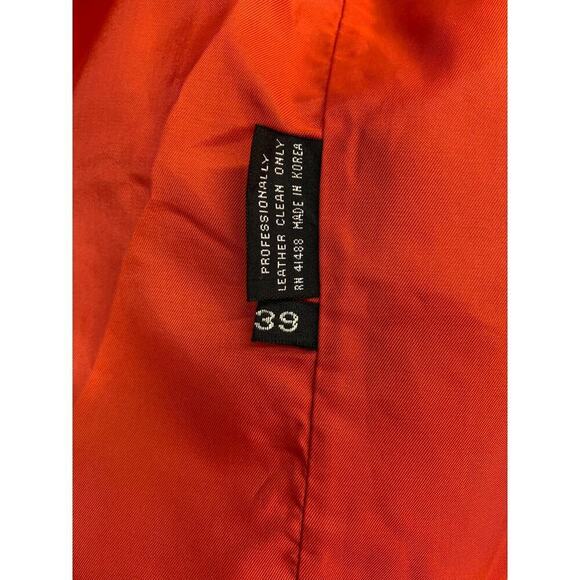 PROFESSIONALLY
LEATHER CLEAN ONLY
RN 41488 MADE IN KOREA
39